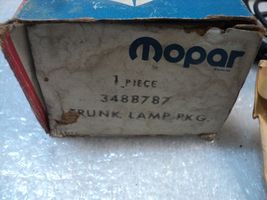 Mopar
1 PIECE
3488787
TRUNK LAMP PKG.